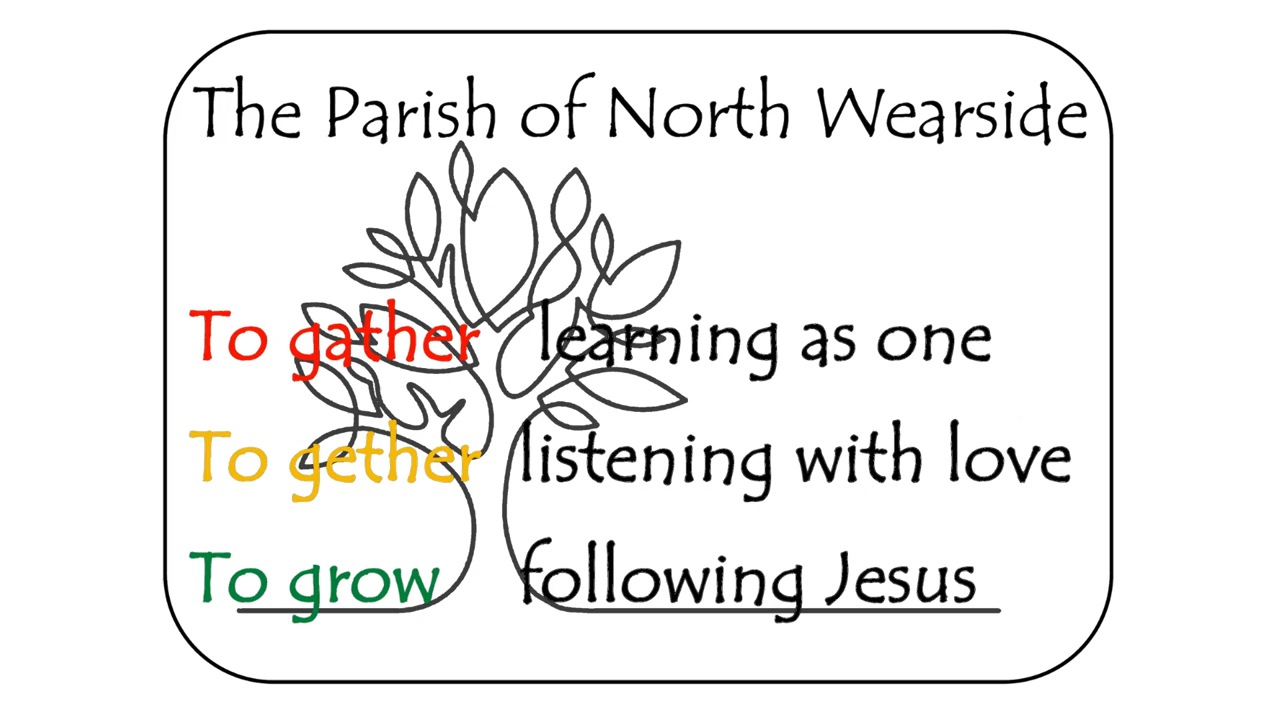 The Parish of North Wearside
To gather learning as one
To gether listening with love
To grow following Jesus